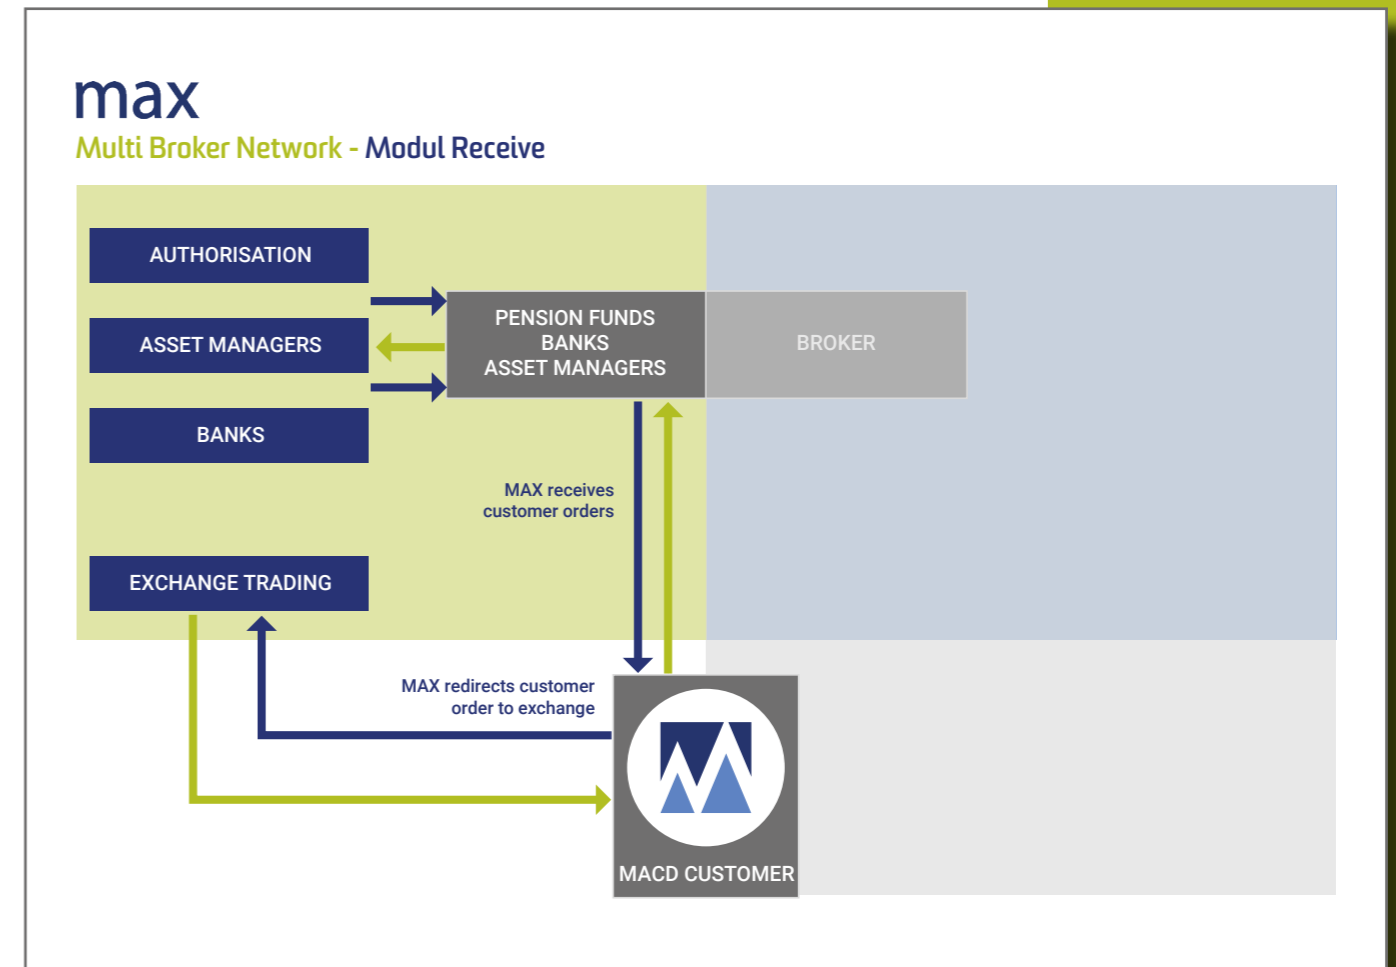 max
Multi Broker Network - Modul Receive
AUTHORISATION
ASSET MANAGERS
BANKS
PENSION FUNDS
BANKS
ASSET MANAGERS
BROKER
MAX receives
customer orders
EXCHANGE TRADING
MAX redirects customer
order to exchange
MACD CUSTOMER